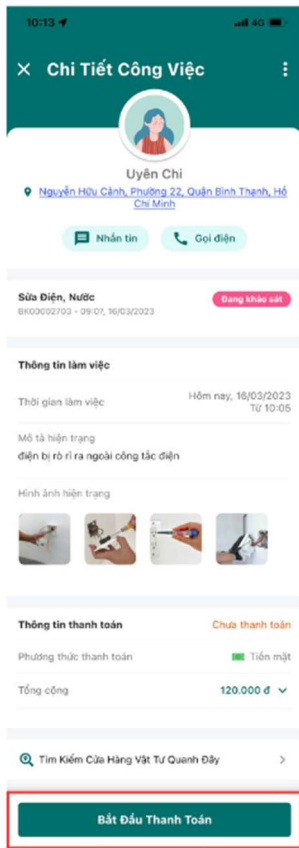 10:13
4G
Chi Tiết Công Việc
Uyên Chi
Nguyễn Hữu Cảnh, Phường 22, Quận Bình Thạnh, Hồ
Chí Minh
Nhắn tin
Gọi điện
Sửa Điện, Nước
Đang khảo sát
BK00002703 - 09:07, 16/03/2023
Thông tin làm việc
Thời gian làm việc
Hôm nay, 16/03/2023
Từ 10:05
Mô tả hiện trạng
điện bị rò rỉ ra ngoài công tắc điện
Hình ảnh hiện trạng
Thông tin thanh toán
Chưa thanh toán
Phương thức thanh toán
Tiền mặt
Tổng cộng
120.000 đ
Tìm Kiếm Cửa Hàng Vật Tư Quanh Đây
Bắt Đầu Thanh Toán